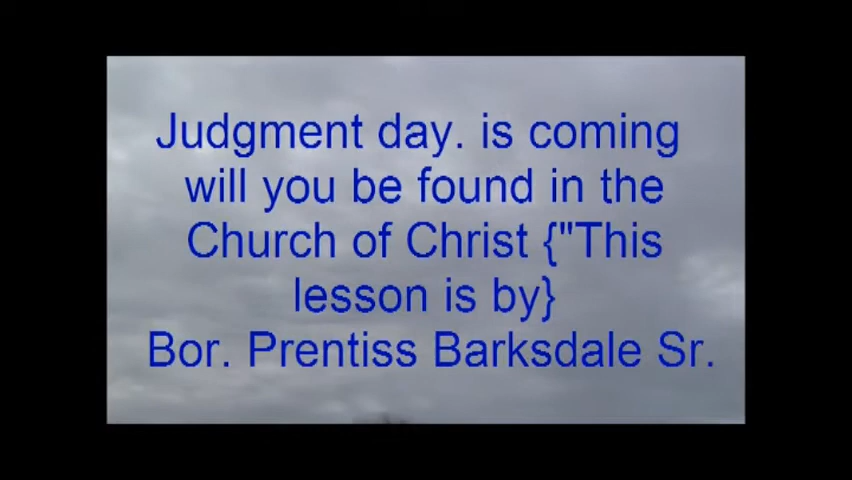 Judgment day. is coming
will you be found in the
Church of Christ {"This
lesson is by}
Bor. Prentiss Barksdale Sr.